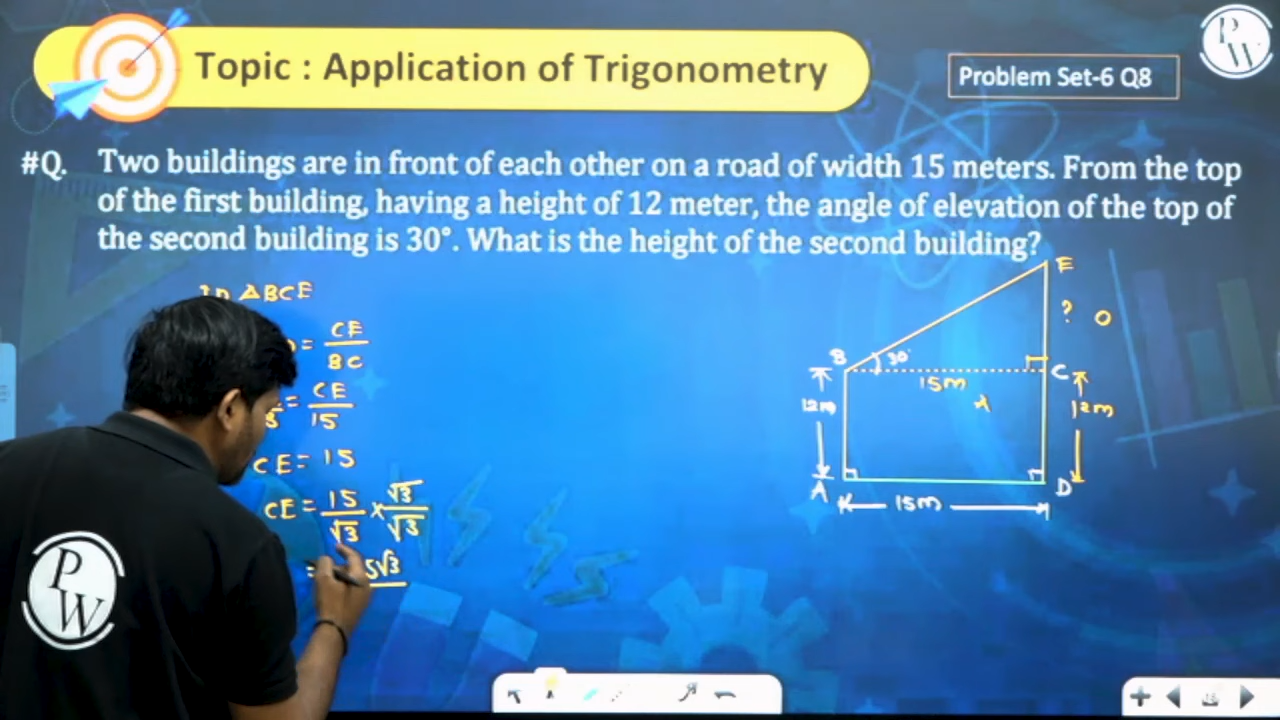 Topic : Application of Trigonometry
Problem Set-6 Q8
PW
#Q. Two buildings are in front of each other on a road of width 15 meters. From the top
of the first building, having a height of 12 meter, the angle of elevation of the top of
the second building is 30°. What is the height of the second building?
In ΔBCE
= CE/BC
= CE/15
CE = 15
CE = 15/√3 × √3/√3
= 5√3
E
? O
B 30°
C
15m
A
12m
12m
A
D
15m
PW